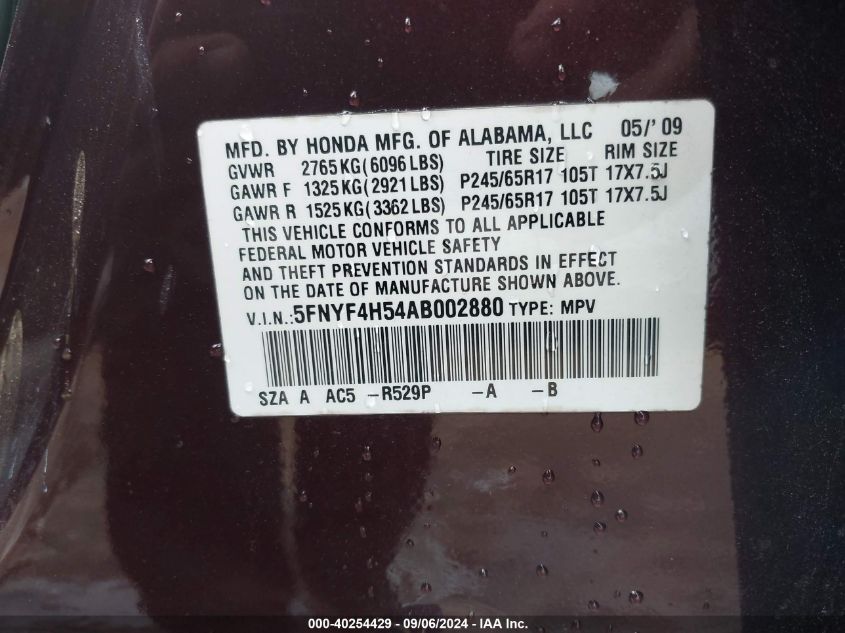 MFD. BY HONDA MFG. OF ALABAMA, LLC 05/'09
GVWR 2765KG(6096LBS) TIRE SIZE RIM SIZE
GAWR F 1325KG(2921LBS) P245/65R17 105T 17X7.5J
GAWR R 1525KG(3362LBS) P245/65R17 105T 17X7.5J
THIS VEHICLE CONFORMS TO ALL APPLICABLE
FEDERAL MOTOR VEHICLE SAFETY
AND THEFT PREVENTION STANDARDS IN EFFECT
ON THE DATE OF MANUFACTURE SHOWN ABOVE.
V.I.N.:5FNYF4H54AB002880 TYPE: MPV
SZA A AC5 -R529P -A -B
000-40254429 - 09/06/2024 - IAA Inc.